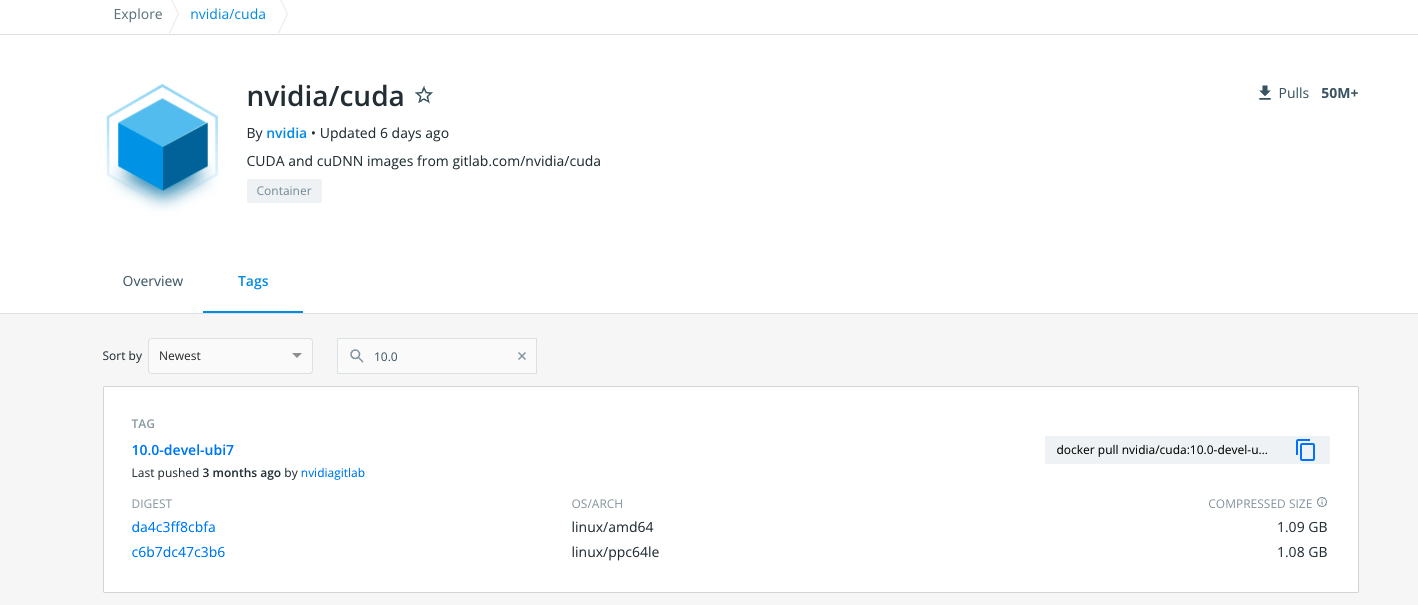 Explore nvidia/cuda
nvidia/cuda
Pulls 50M+
By nvidia • Updated 6 days ago
CUDA and cuDNN images from gitlab.com/nvidia/cuda
Container
Overview Tags
Sort by Newest 10.0
TAG
10.0-devel-ubi7
docker pull nvidia/cuda:10.0-devel-u...
Last pushed 3 months ago by nvidiagitlab
DIGEST OS/ARCH COMPRESSED SIZE
da4c3ff8cbfa linux/amd64 1.09 GB
c6b7dc47c3b6 linux/ppc64le 1.08 GB